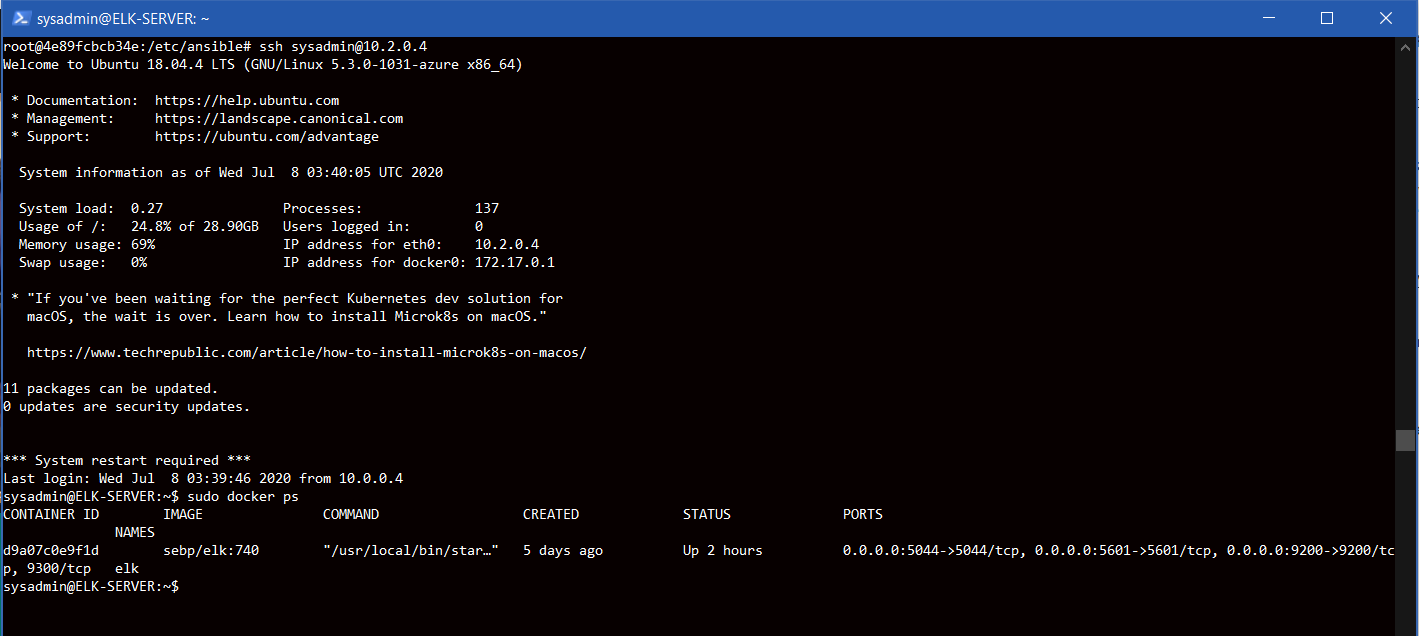 sysadmin@ELK-SERVER: ~
root@4e89fcbcb34e:/etc/ansible# ssh sysadmin@10.2.0.4
Welcome to Ubuntu 18.04.4 LTS (GNU/Linux 5.3.0-1031-azure x86_64)
* Documentation:  https://help.ubuntu.com
* Management:     https://landscape.canonical.com
* Support:        https://ubuntu.com/advantage
System information as of Wed Jul  8 03:40:05 UTC 2020
System load:  0.27               Processes:              137
Usage of /:   24.8% of 28.90GB   Users logged in:        0
Memory usage: 69%                IP address for eth0:    10.2.0.4
Swap usage:   0%                 IP address for docker0: 172.17.0.1
* "If you've been waiting for the perfect Kubernetes dev solution for
macOS, the wait is over. Learn how to install Microk8s on macOS."
https://www.techrepublic.com/article/how-to-install-microk8s-on-macos/
11 packages can be updated.
0 updates are security updates.
*** System restart required ***
Last login: Wed Jul  8 03:39:46 2020 from 10.0.0.4
sysadmin@ELK-SERVER:~$ sudo docker ps
CONTAINER ID        IMAGE               COMMAND                  CREATED             STATUS              PORTS
NAMES
d9a07c0e9f1d        sebp/elk:740        "/usr/local/bin/star…"   5 days ago          Up 2 hours          0.0.0.0:5044->5044/tcp, 0.0.0.0:5601->5601/tcp, 0.0.0.0:9200->9200/tc
p, 9300/tcp   elk
sysadmin@ELK-SERVER:~$